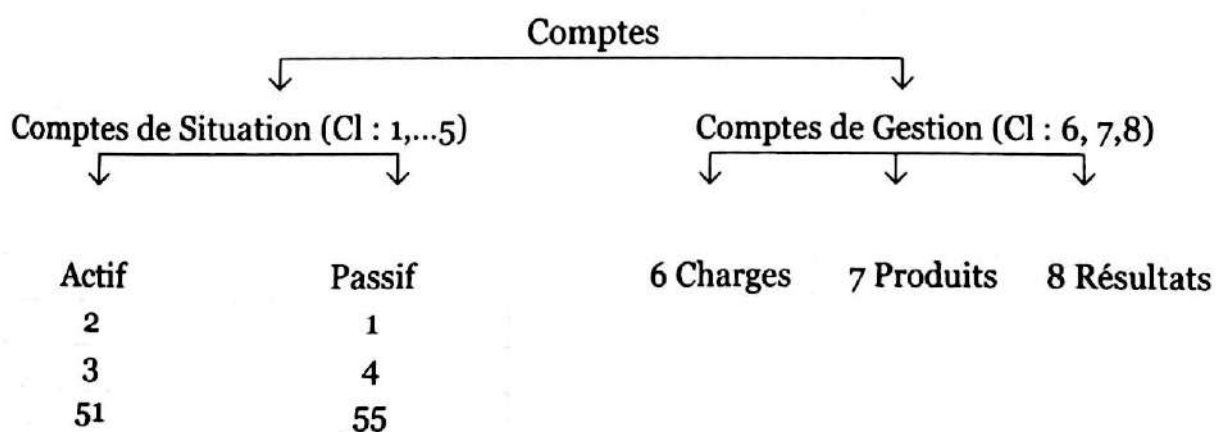 Comptes
Comptes de Situation (Cl : 1,...5) Comptes de Gestion (Cl : 6, 7,8)
Actif Passif 6 Charges 7 Produits 8 Résultats
2 1
3 4
51 55